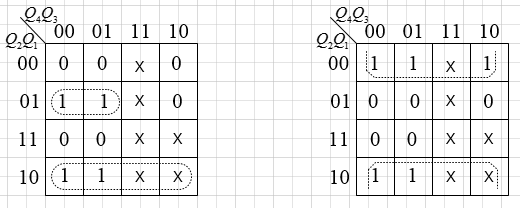 Q₄Q₃ Q₄Q₃
Q₂Q₁ 00 01 11 10 Q₂Q₁ 00 01 11 10
00 0 0 x 0 00 1 1 x 1
01 1 1 x 0 01 0 0 x 0
11 0 0 x x 11 0 0 x x
10 1 1 x x 10 1 1 x x